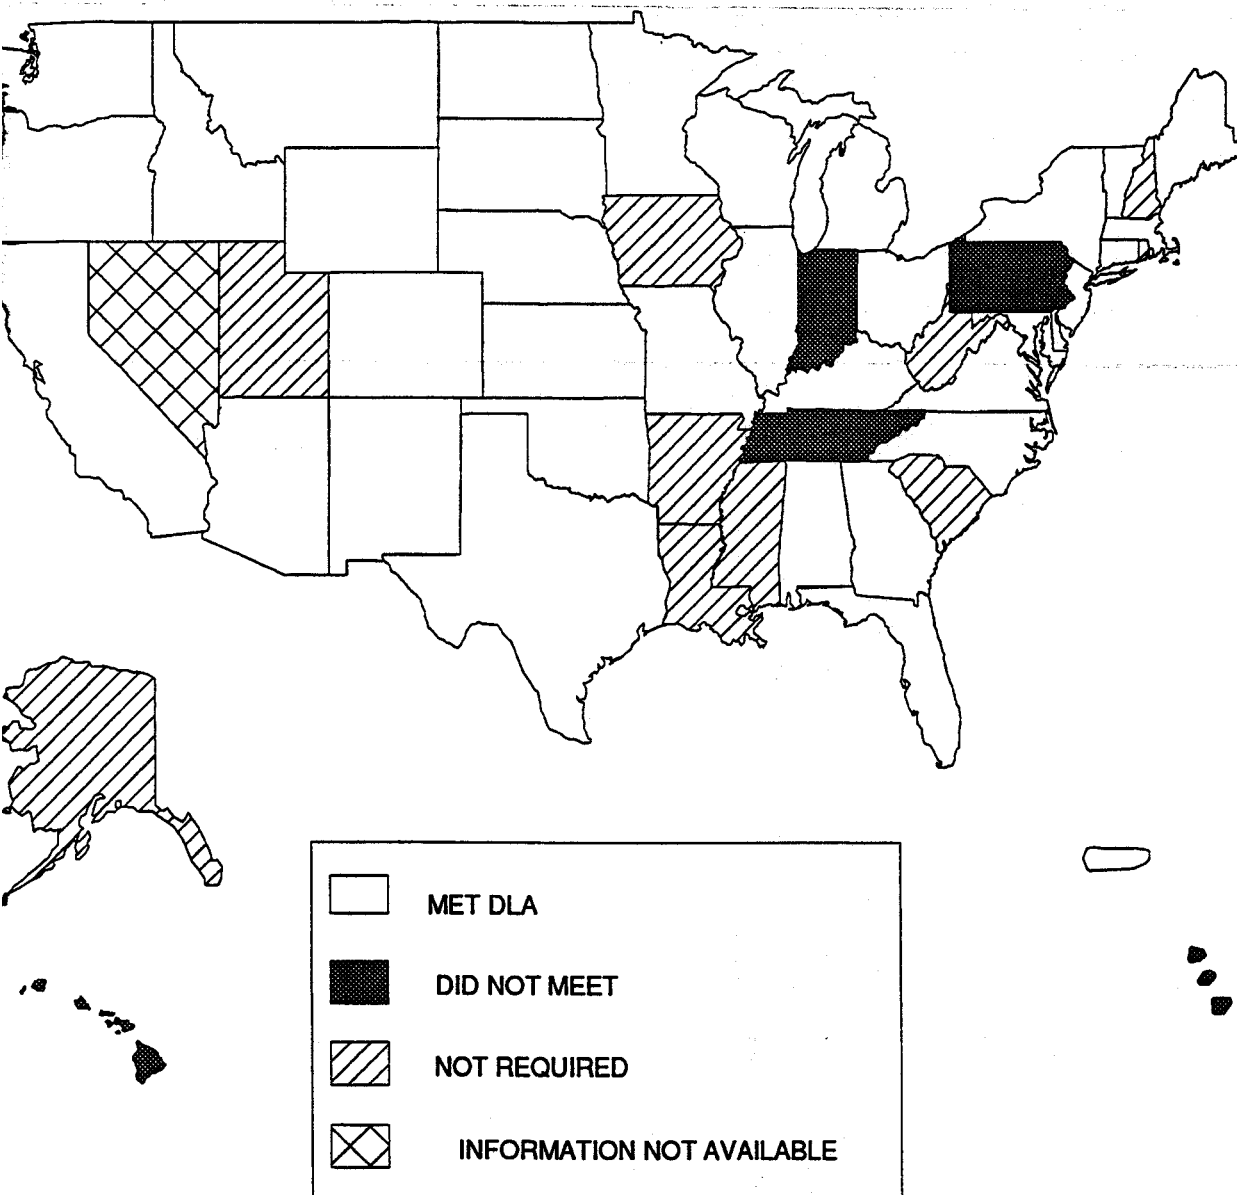 MET DLA
DID NOT MEET
NOT REQUIRED
INFORMATION NOT AVAILABLE